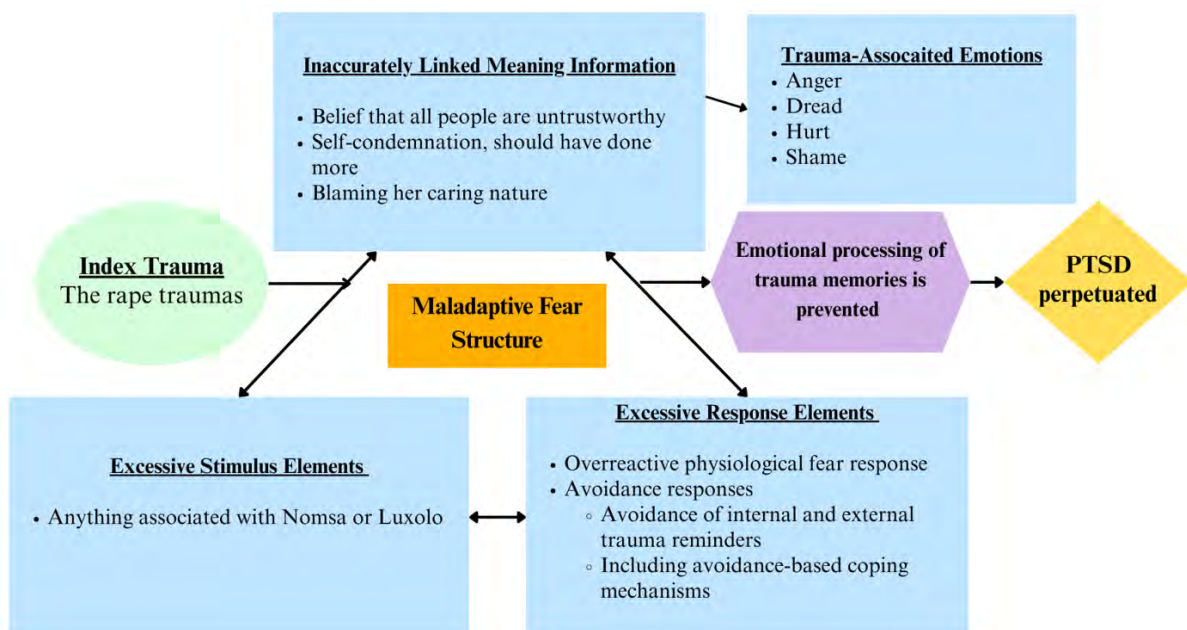 Inaccurately Linked Meaning Information
• Belief that all people are untrustworthy
• Self-condemnation, should have done
more
• Blaming her caring nature
Trauma-Assocaited Emotions
• Anger
• Dread
• Hurt
• Shame
Index Trauma
The rape traumas
Maladaptive Fear
Structure
Emotional processing of
trauma memories is
prevented
PTSD
perpetuated
Excessive Stimulus Elements
• Anything associated with Nomsa or Luxolo
Excessive Response Elements
• Overreactive physiological fear response
• Avoidance responses
◦ Avoidance of internal and external
trauma reminders
◦ Including avoidance-based coping
mechanisms